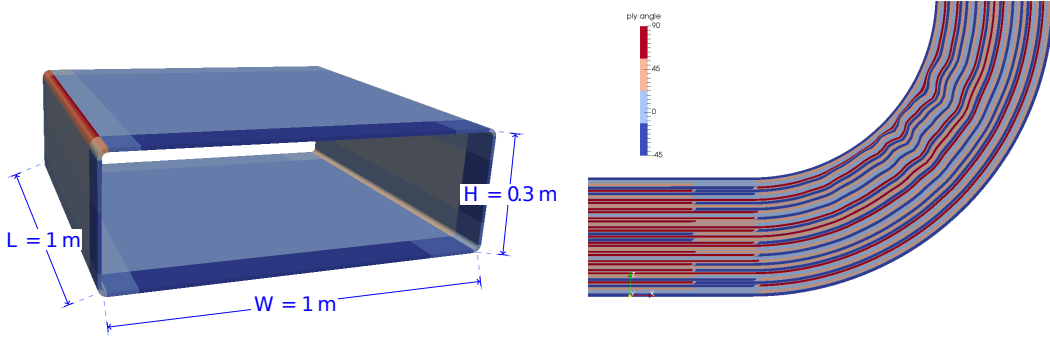 L = 1 m
W = 1 m
H = 0.3 m
ply angle
90
45
0
-45
Z
Y
X